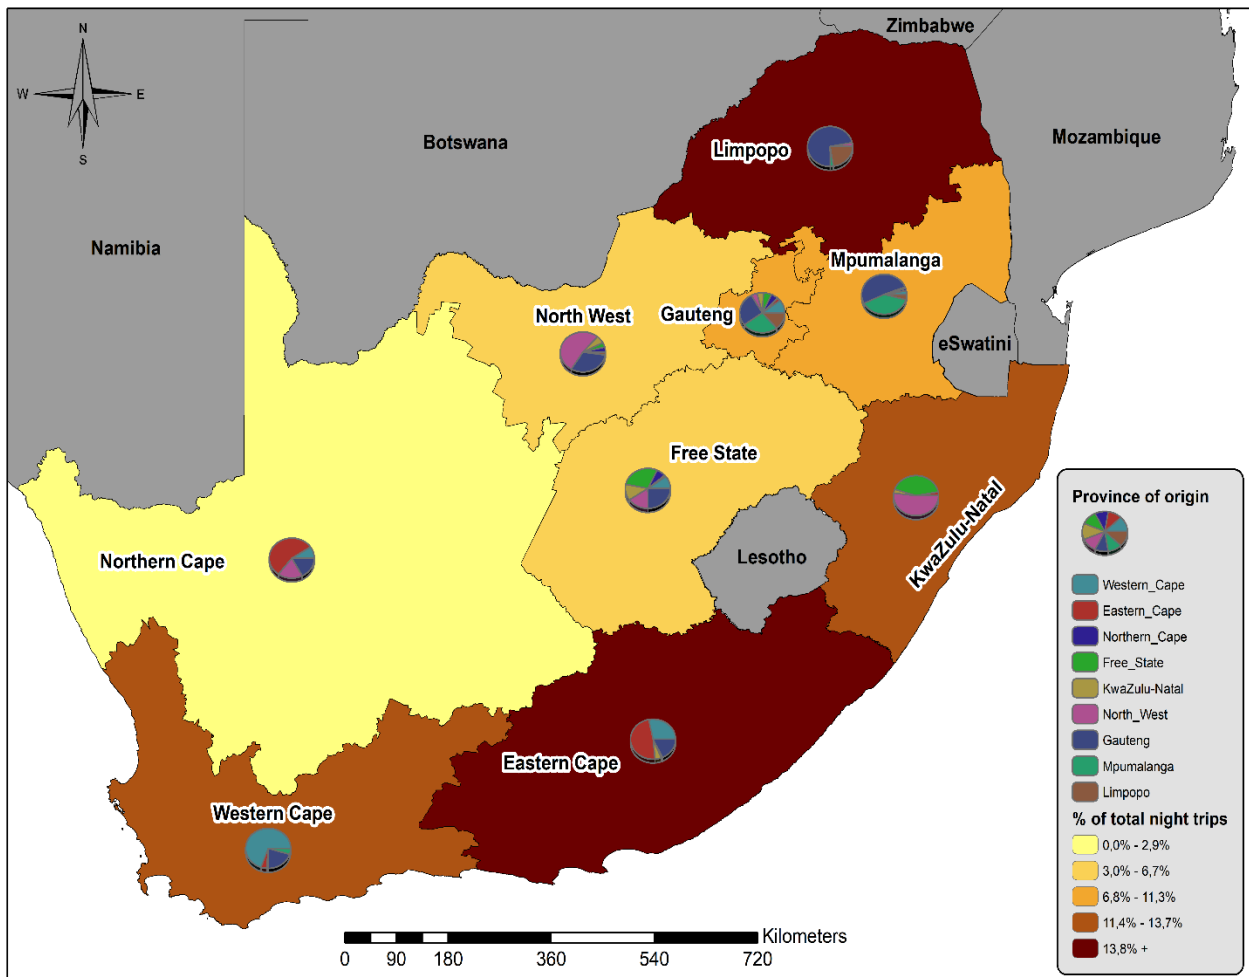 Zimbabwe
N
W
E
S
Botswana
Mozambique
Limpopo
Namibia
Mpumalanga
North West
Gauteng
eSwatini
Free State
KwaZulu-Natal
Lesotho
Northern Cape
Eastern Cape
Western Cape
Province of origin
Western_Cape
Eastern_Cape
Northern_Cape
Free_State
KwaZulu-Natal
North_West
Gauteng
Mpumalanga
Limpopo
% of total night trips
0,0% - 2,9%
3,0% - 6,7%
6,8% - 11,3%
11,4% - 13,7%
13,8% +
Kilometers
0 90 180 360 540 720